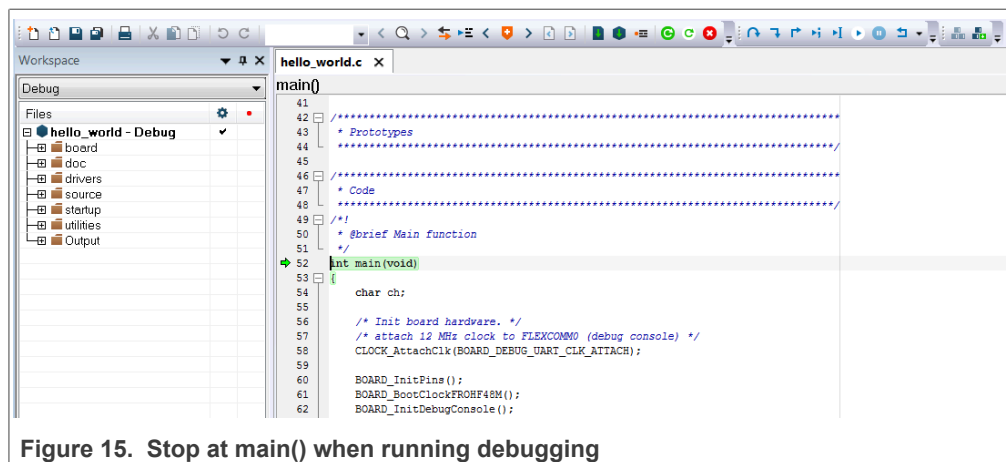 Workspace
hello_world.c X
Debug
main()
Files
hello_world - Debug
board
doc
drivers
source
startup
utilities
Output
41
42 /*******************************************************************************
43 * Prototypes
44 ******************************************************************************/
45
46 /*******************************************************************************
47 * Code
48 ******************************************************************************/
49 /*!
50 * @brief Main function
51 */
52 int main(void)
53 {
54 char ch;
55
56 /* Init board hardware. */
57 /* attach 12 MHz clock to FLEXCOMM0 (debug console) */
58 CLOCK_AttachClk(BOARD_DEBUG_UART_CLK_ATTACH);
59
60 BOARD_InitPins();
61 BOARD_BootClockFROHF48M();
62 BOARD_InitDebugConsole();
Figure 15. Stop at main() when running debugging